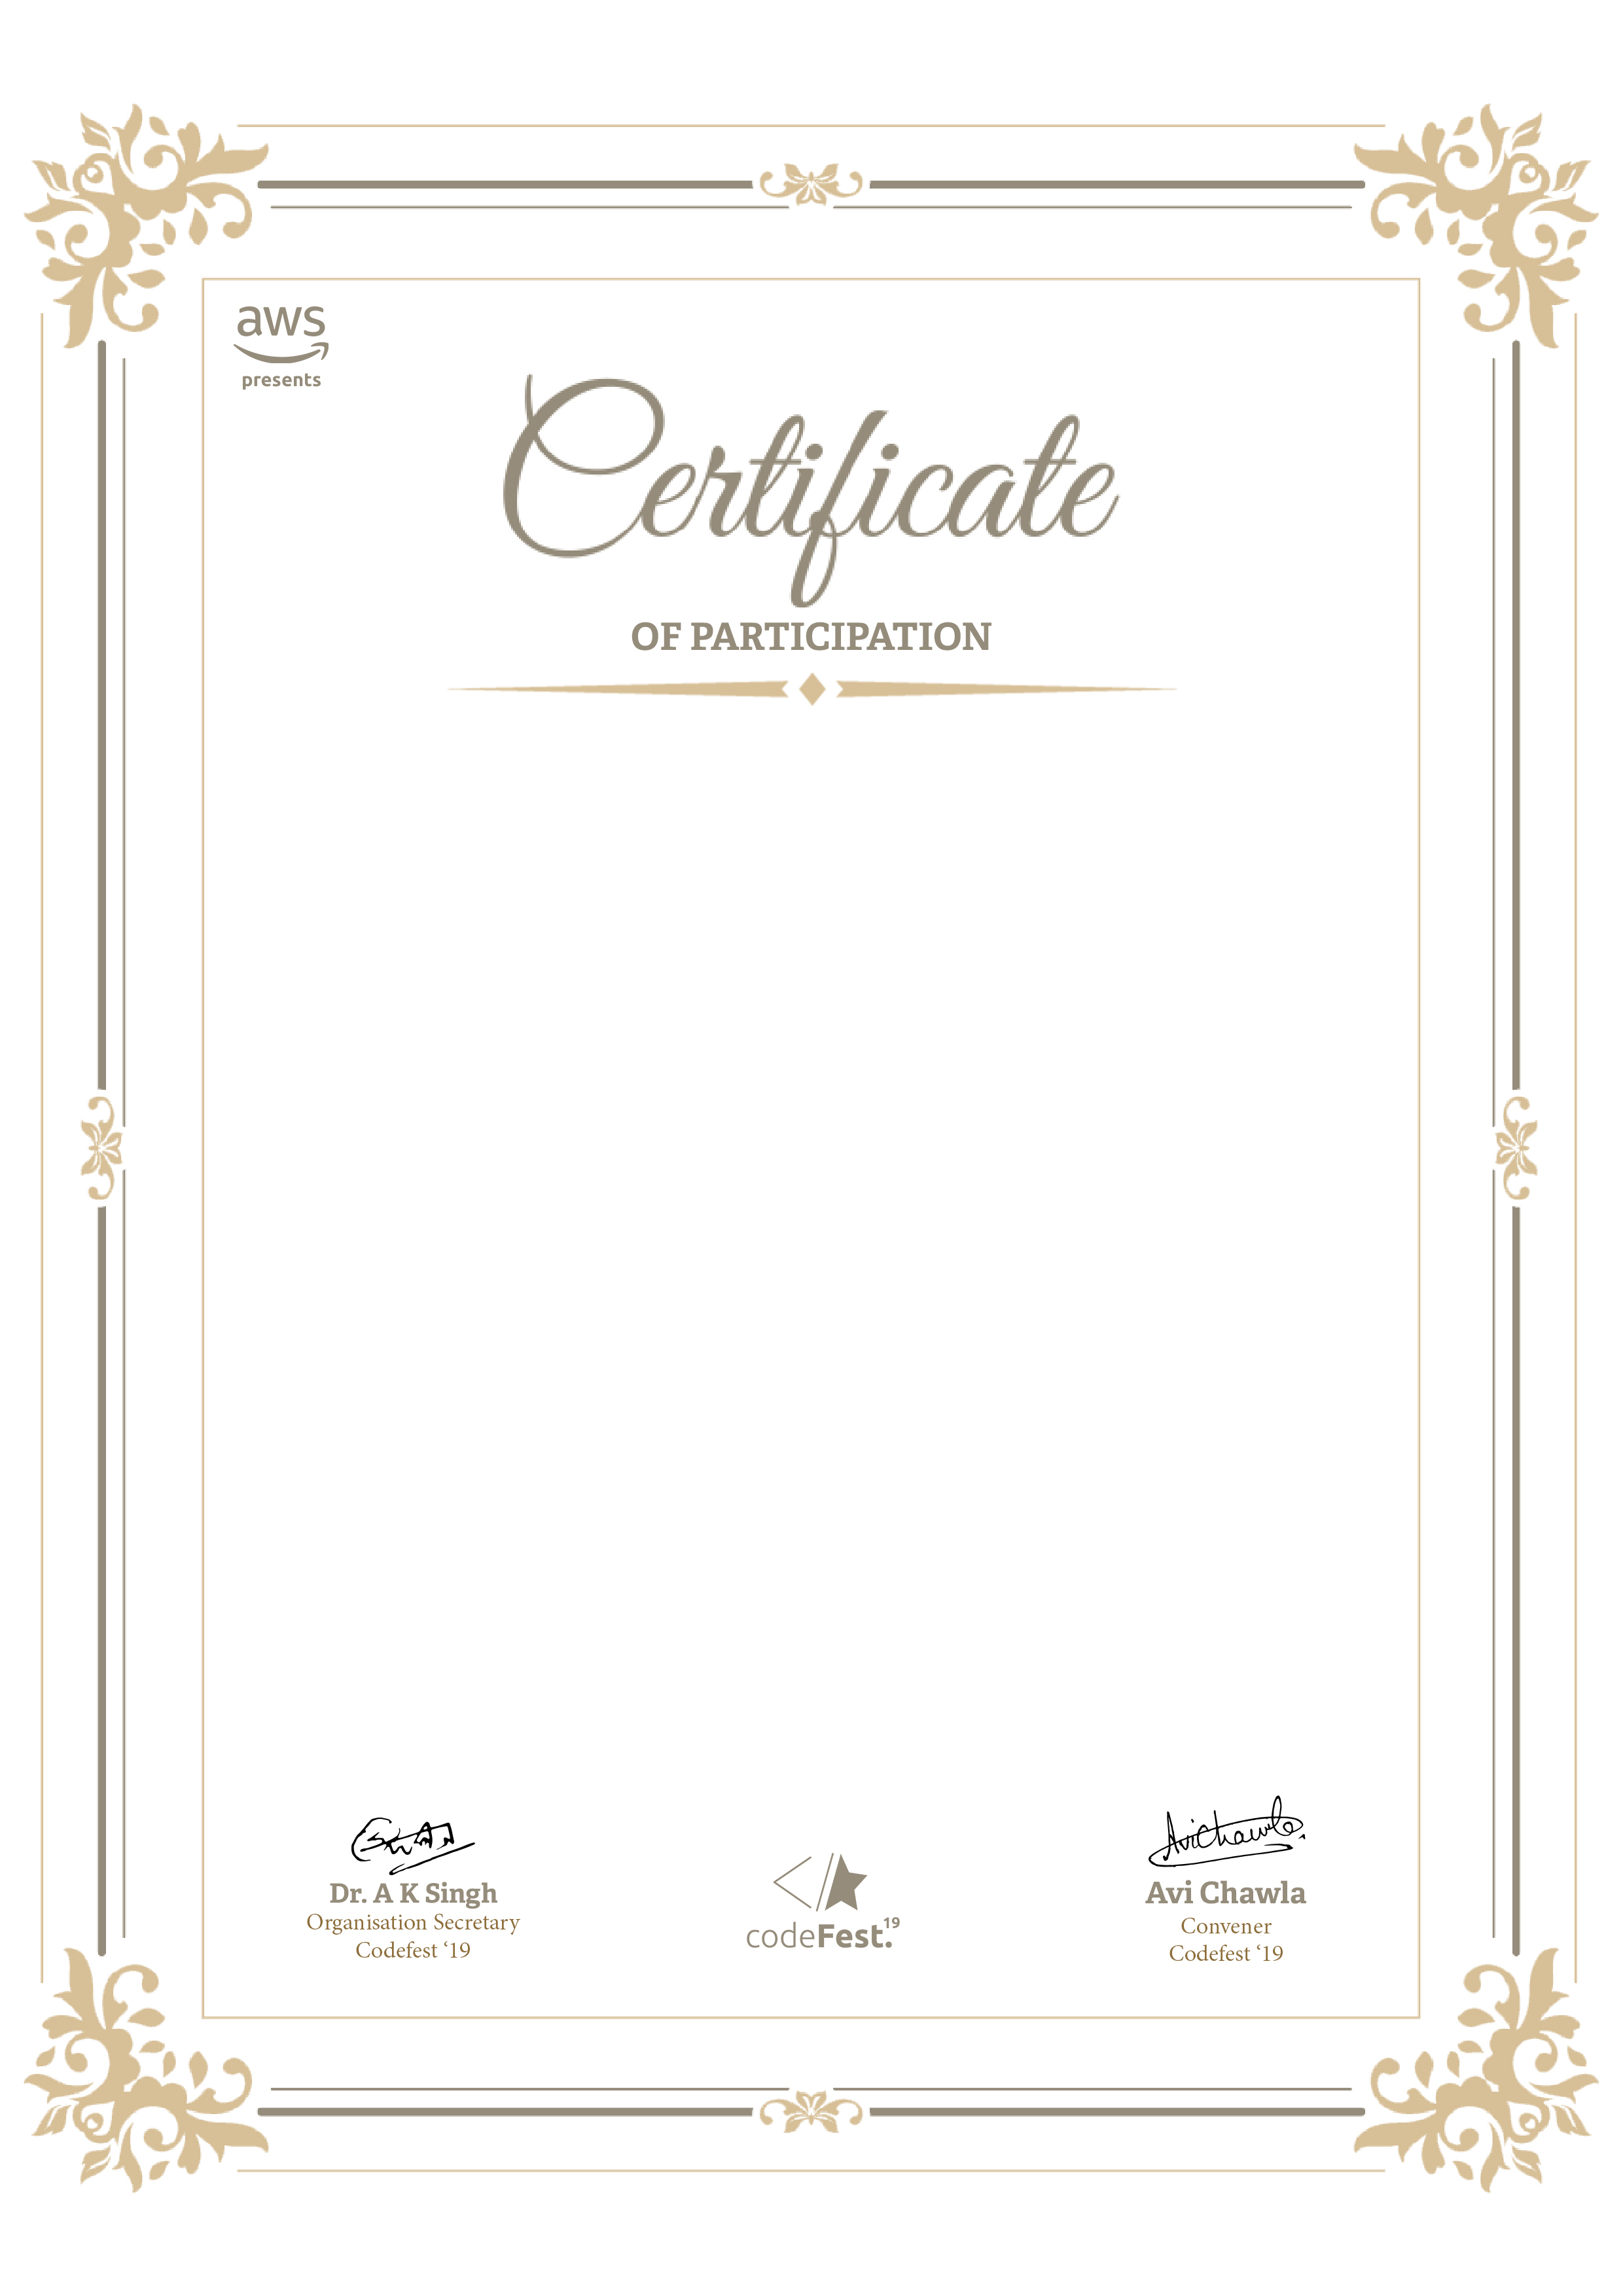 aws
presents
Certificate
OF PARTICIPATION
AviChawla
Dr. A K Singh
Organisation Secretary
Codefest ‘19
codeFest.19
Avi Chawla
Convener
Codefest ‘19